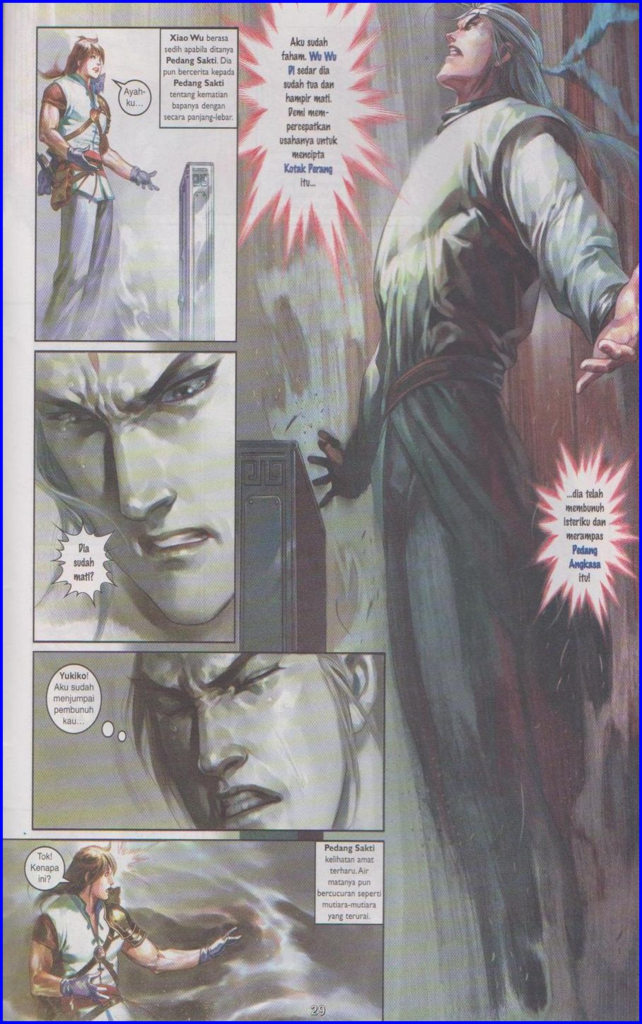 Xiao Wu berasa
sedih apabila ditanya
Pedang Sakti. Dia
pun bercerita kepada
Pedang Sakti
tentang kematian
bapanya dengan
secara panjang-lebar.
Ayah-
ku...
Aku sudah
faham. Wu Wu
Di sedar dia
sudah tua dan
hampir mati.
Demi mem-
percepatkan
usahanya untuk
mencipta
Kotak Perang
itu...
Dia
sudah
mati?
...dia telah
membunuh
isteriku dan
merampas
Pedang
Angkasa
itu!
Yukiko!
Aku sudah
menjumpai
pembunuh
kau...
Tok!
Kenapa
ini?
Pedang Sakti
kelihatan amat
terharu. Air
matanya pun
bercucuran seperti
mutiara-mutiara
yang terurai.
29